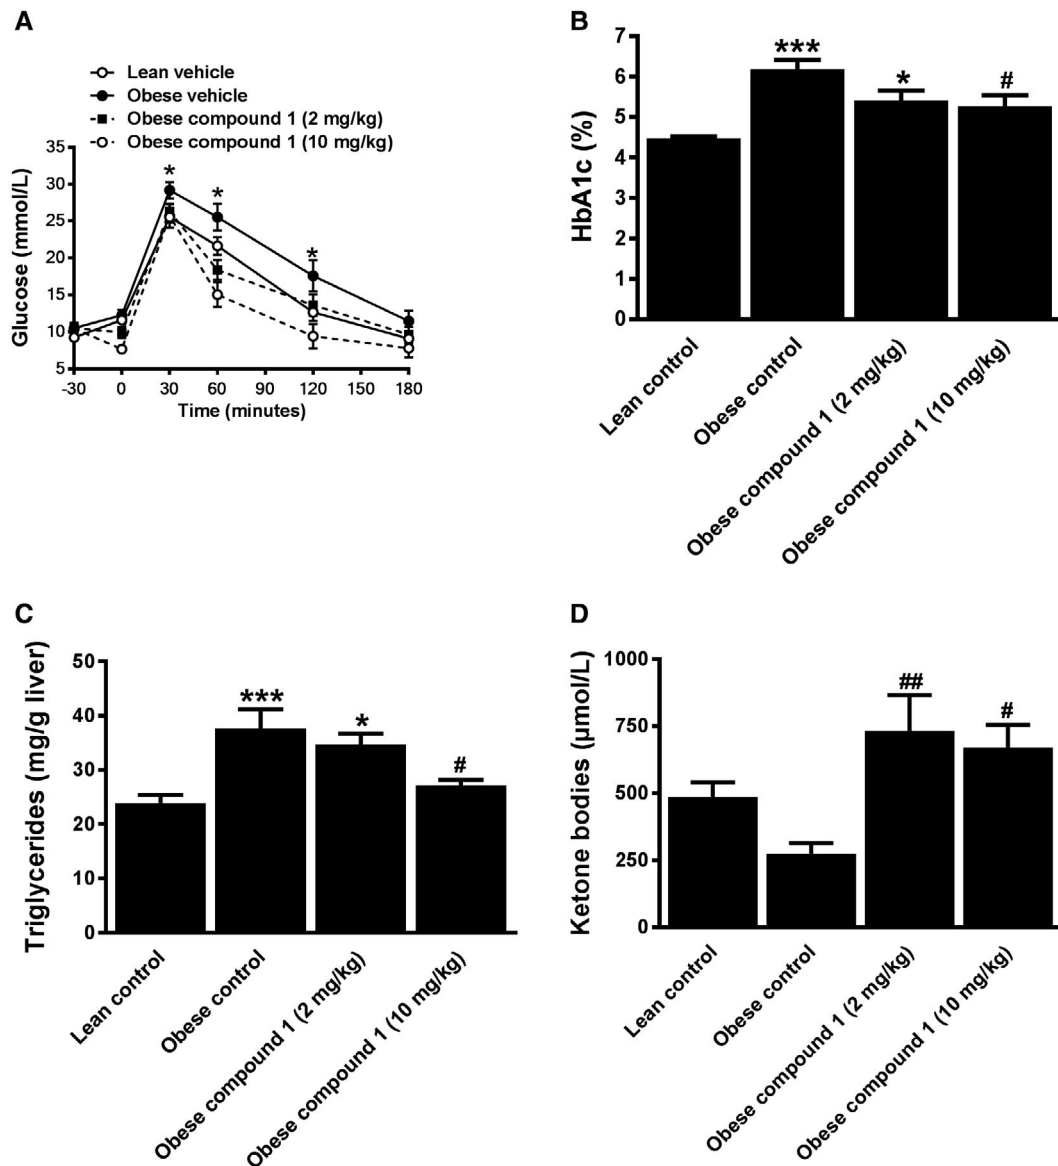 A
Lean vehicle
Obese vehicle
Obese compound 1 (2 mg/kg)
Obese compound 1 (10 mg/kg)
Glucose (mmol/L)
35
30
25
20
15
10
5
* * *
-30 0 30 60 90 120 150 180
Time (minutes)
B
HbA1c (%)
7
6
5
4
3
2
1
0
*** * #
Lean control
Obese control
Obese compound 1 (2 mg/kg)
Obese compound 1 (10 mg/kg)
C
Triglycerides (mg/g liver)
50
40
30
20
10
0
*** * #
Lean control
Obese control
Obese compound 1 (2 mg/kg)
Obese compound 1 (10 mg/kg)
D
Ketone bodies (µmol/L)
1000
750
500
250
0
## #
Lean control
Obese control
Obese compound 1 (2 mg/kg)
Obese compound 1 (10 mg/kg)